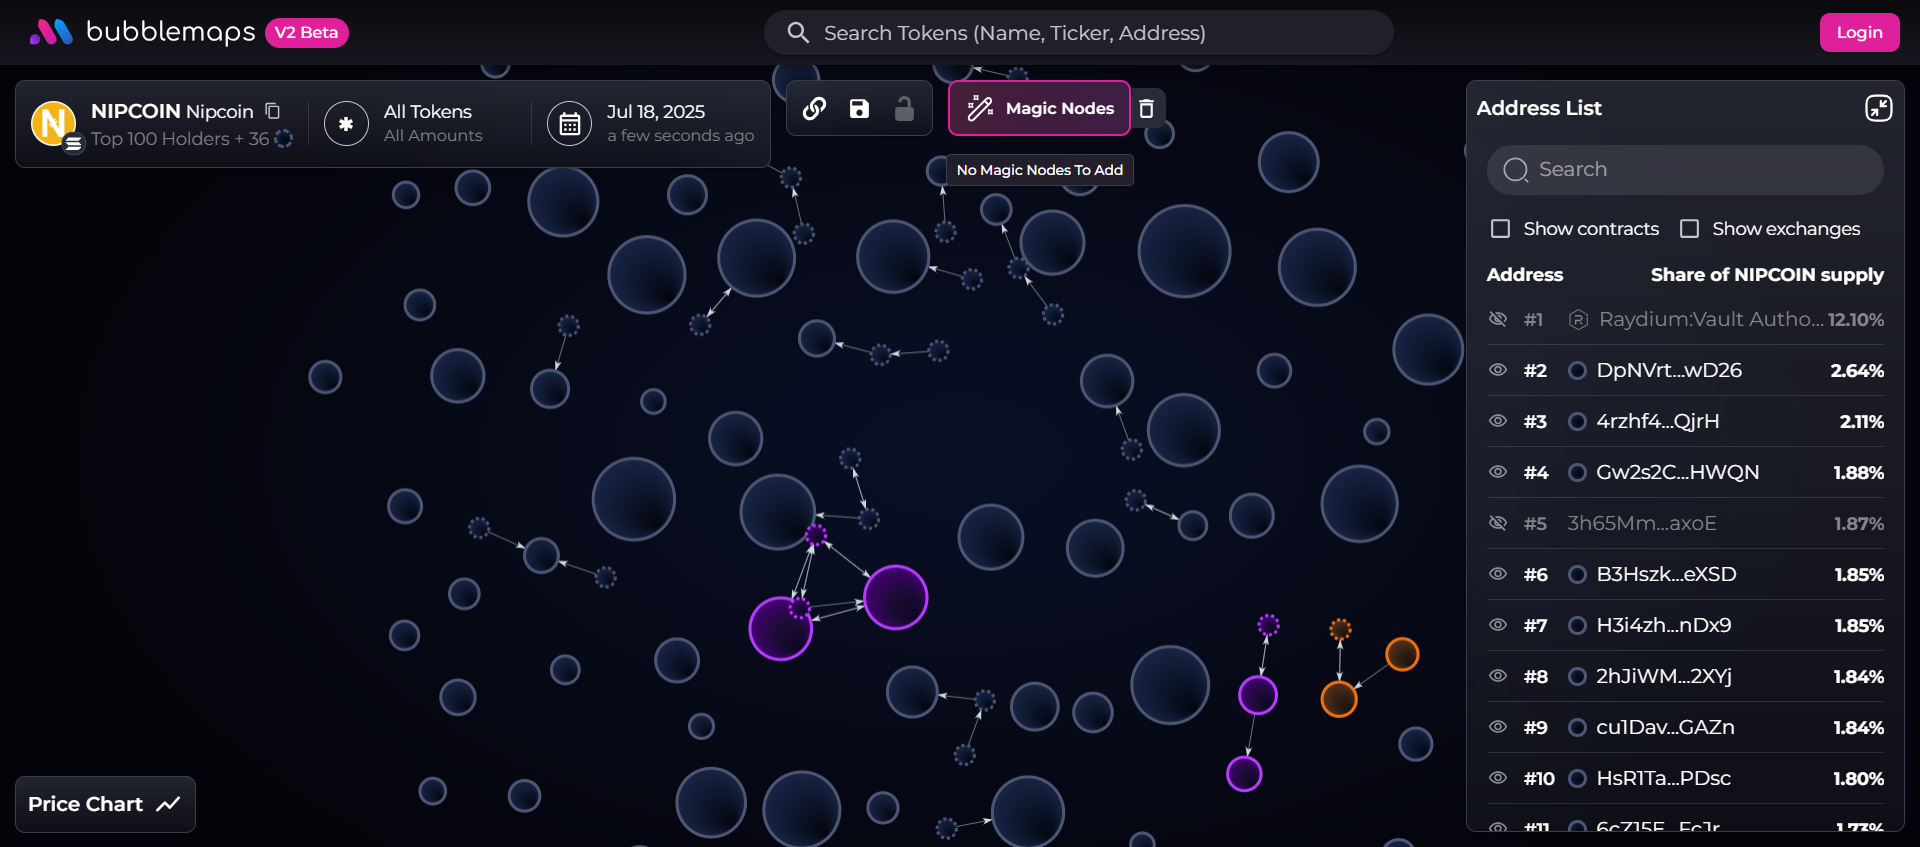 bubblemaps V2 Beta
Search Tokens (Name, Ticker, Address)
Login
NIPCOIN Nipcoin
Top 100 Holders + 36
All Tokens
All Amounts
Jul 18, 2025
a few seconds ago
Magic Nodes
No Magic Nodes To Add
Address List
Search
Show contracts Show exchanges
Address Share of NIPCOIN supply
#1 Raydium:Vault Autho... 12.10%
#2 DpNVrt...wD26 2.64%
#3 4rzhf4...QjrH 2.11%
#4 Gw2s2C...HWQN 1.88%
#5 3h65Mm...axoE 1.87%
#6 B3Hszk...eXSD 1.85%
#7 H3i4zh...nDx9 1.85%
#8 2hJiWM...2XYj 1.84%
#9 cu1Dav...GAZn 1.84%
#10 HsR1Ta...PDsc 1.80%
#11 1.73%
Price Chart